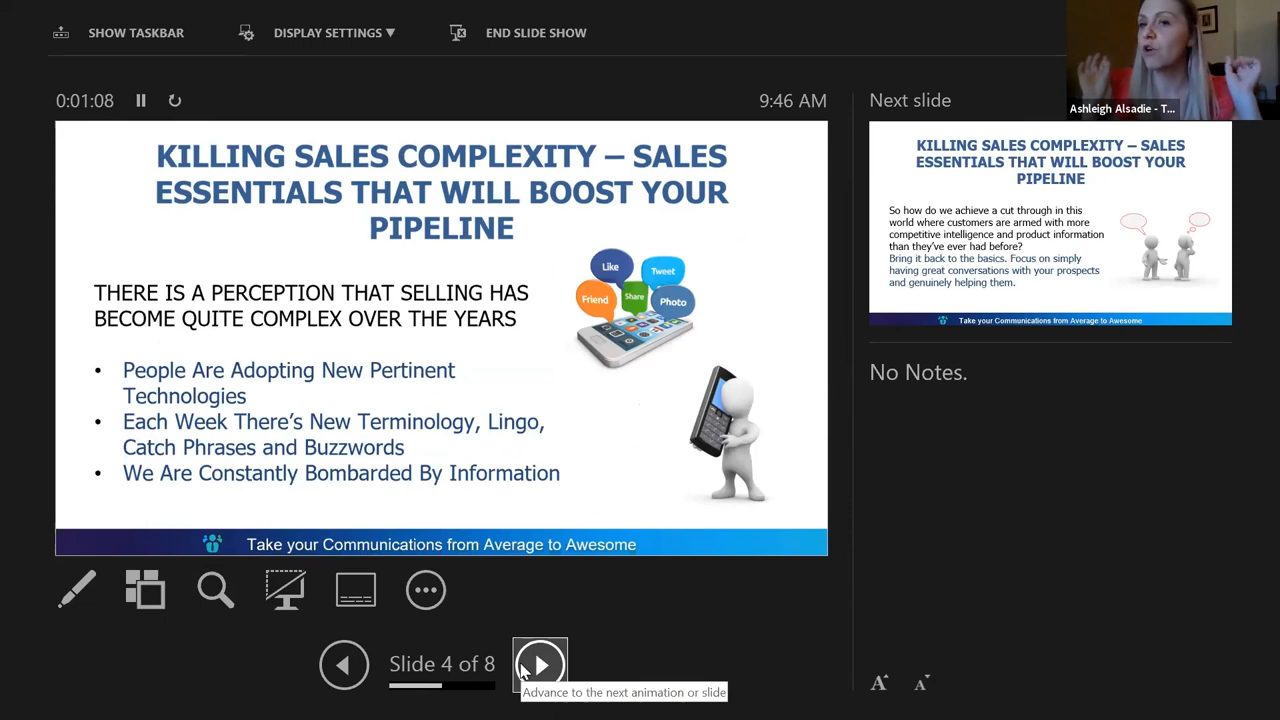 SHOW TASKBAR
DISPLAY SETTINGS ▼
END SLIDE SHOW
Ashleigh Alsadie - T...
0:01:08
9:46 AM
KILLING SALES COMPLEXITY – SALES
ESSENTIALS THAT WILL BOOST YOUR
PIPELINE
THERE IS A PERCEPTION THAT SELLING HAS
BECOME QUITE COMPLEX OVER THE YEARS
• People Are Adopting New Pertinent
Technologies
• Each Week There's New Terminology, Lingo,
Catch Phrases and Buzzwords
• We Are Constantly Bombarded By Information
Like
Tweet
Friend
Share
Photo
Take your Communications from Average to Awesome
Next slide
KILLING SALES COMPLEXITY – SALES
ESSENTIALS THAT WILL BOOST YOUR
PIPELINE
So how do we achieve a cut through in this
world where customers are armed with more
competitive intelligence and product information
than they've ever had before?
Bring it back to the basics. Focus on simply
having great conversations with your prospects
and genuinely helping them.
Take your Communications from Average to Awesome
No Notes.
Slide 4 of 8
Advance to the next animation or slide
A A